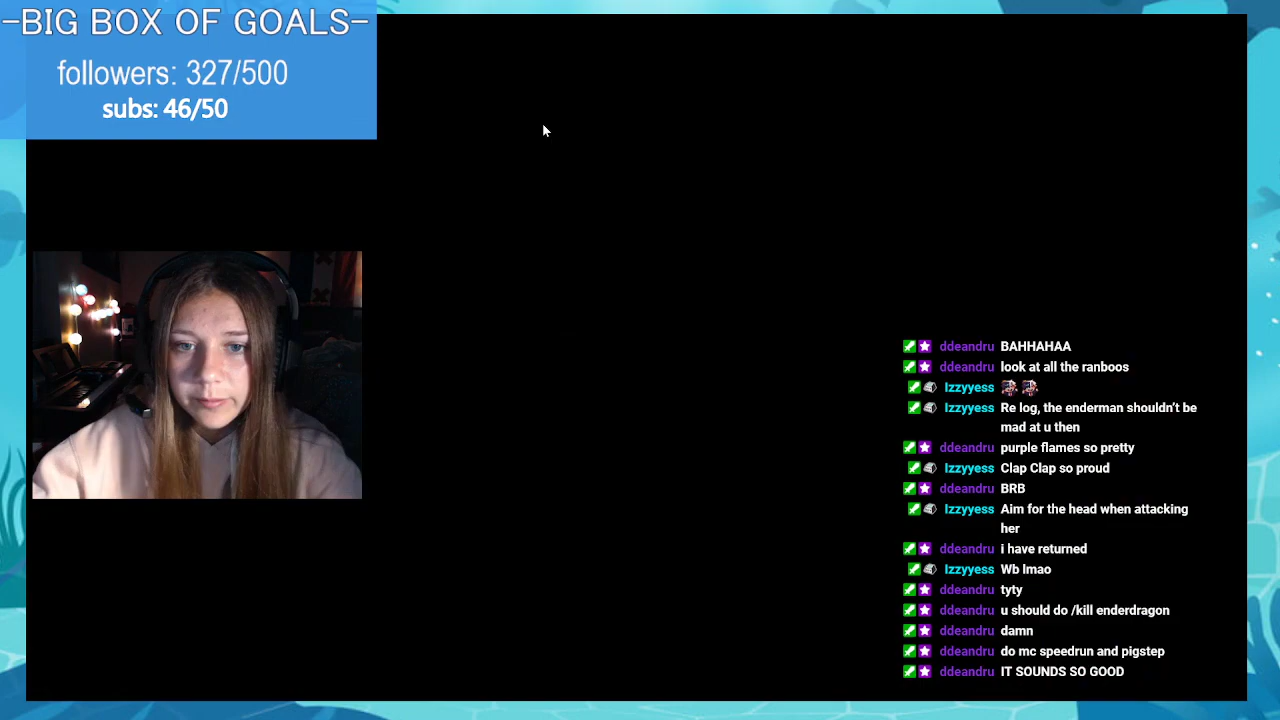 -BIG BOX OF GOALS-
followers: 327/500
subs: 46/50
ddeandru BAHHAHAA
ddeandru look at all the ranboos
Izzyyess
Izzyyess Re log, the enderman shouldn't be
mad at u then
ddeandru purple flames so pretty
Izzyyess Clap Clap so proud
ddeandru BRB
Izzyyess Aim for the head when attacking
her
ddeandru i have returned
Izzyyess Wb lmao
ddeandru tyty
ddeandru u should do /kill enderdragon
ddeandru damn
ddeandru do mc speedrun and pigstep
ddeandru IT SOUNDS SO GOOD